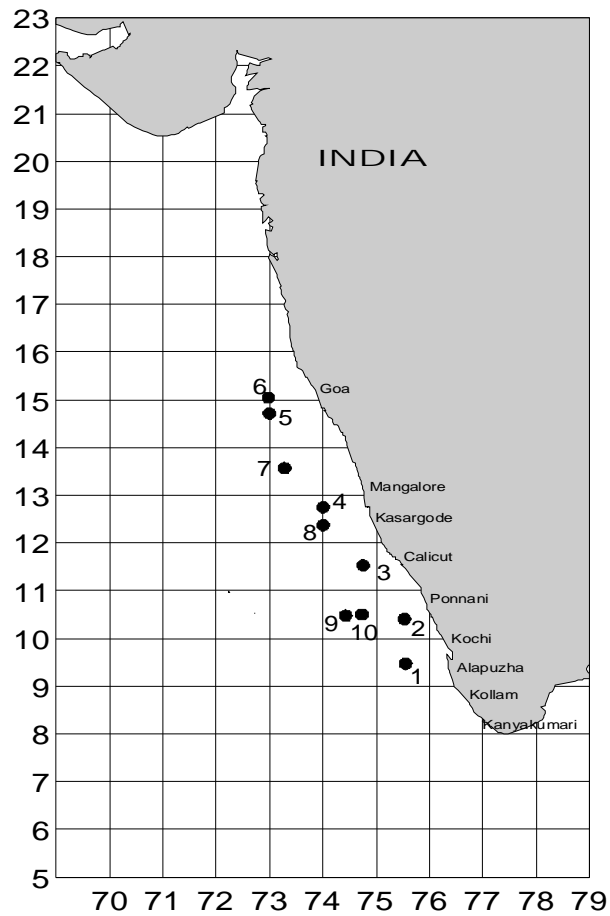 23
22
21
INDIA
20
19
18
17
16
6
Goa
15
5
14
7
Mangalore
13
4
Kasargode
8
12
Calicut
3
11
Ponnani
9
10
2
Kochi
10
Alapuzha
1
9
Kollam
Kanyakumari
8
7
6
5
70 71 72 73 74 75 76 77 78 79